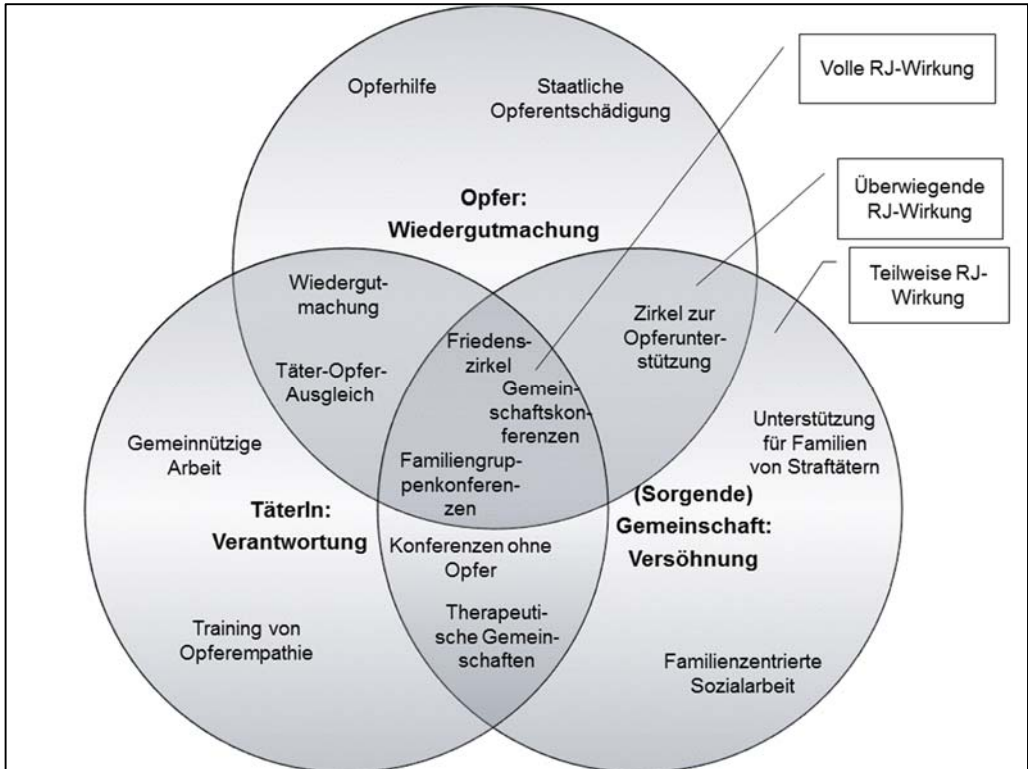 Opferhilfe
Staatliche
Opferentschädigung
Volle RJ-Wirkung
Überwiegende
RJ-Wirkung
Teilweise RJ-
Wirkung
Opfer:
Wiedergutmachung
Wiedergut-
machung
Täter-Opfer-
Ausgleich
Friedens-
zirkel
Gemein-
schaftskon-
ferenzen
Familiengrup-
penkonferen-
zen
Zirkel zur
Opferunter-
stützung
Gemeinnützige
Arbeit
TäterIn:
Verantwortung
Training von
Opferempathie
Konferenzen ohne
Opfer
Therapeuti-
sche Gemein-
schaften
Unterstützung
für Familien
von Straftätern
(Sorgende)
Gemeinschaft:
Versöhnung
Familienzentrierte
Sozialarbeit